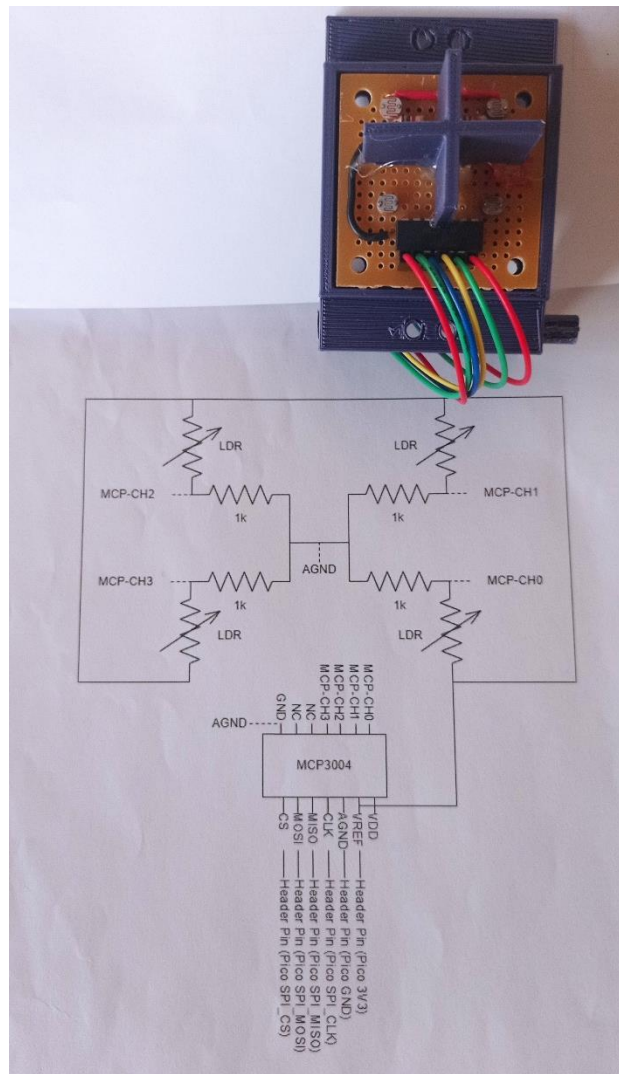 LDR
LDR
MCP-CH2
MCP-CH1
1k
1k
AGND
MCP-CH3
MCP-CH0
1k
1k
LDR
LDR
GND
NC
NC
MCP-CH3
MCP-CH2
MCP-CH1
MCP-CH0
AGND
MCP3004
CS
MOSI
MISO
CLK
AGND
VREF
VDD
Header Pin (Pico SPI_CS)
Header Pin (Pico SPI_MOSI)
Header Pin (Pico SPI_MISO)
Header Pin (Pico SPI_CLK)
Header Pin (Pico GND)
Header Pin (Pico 3V3)